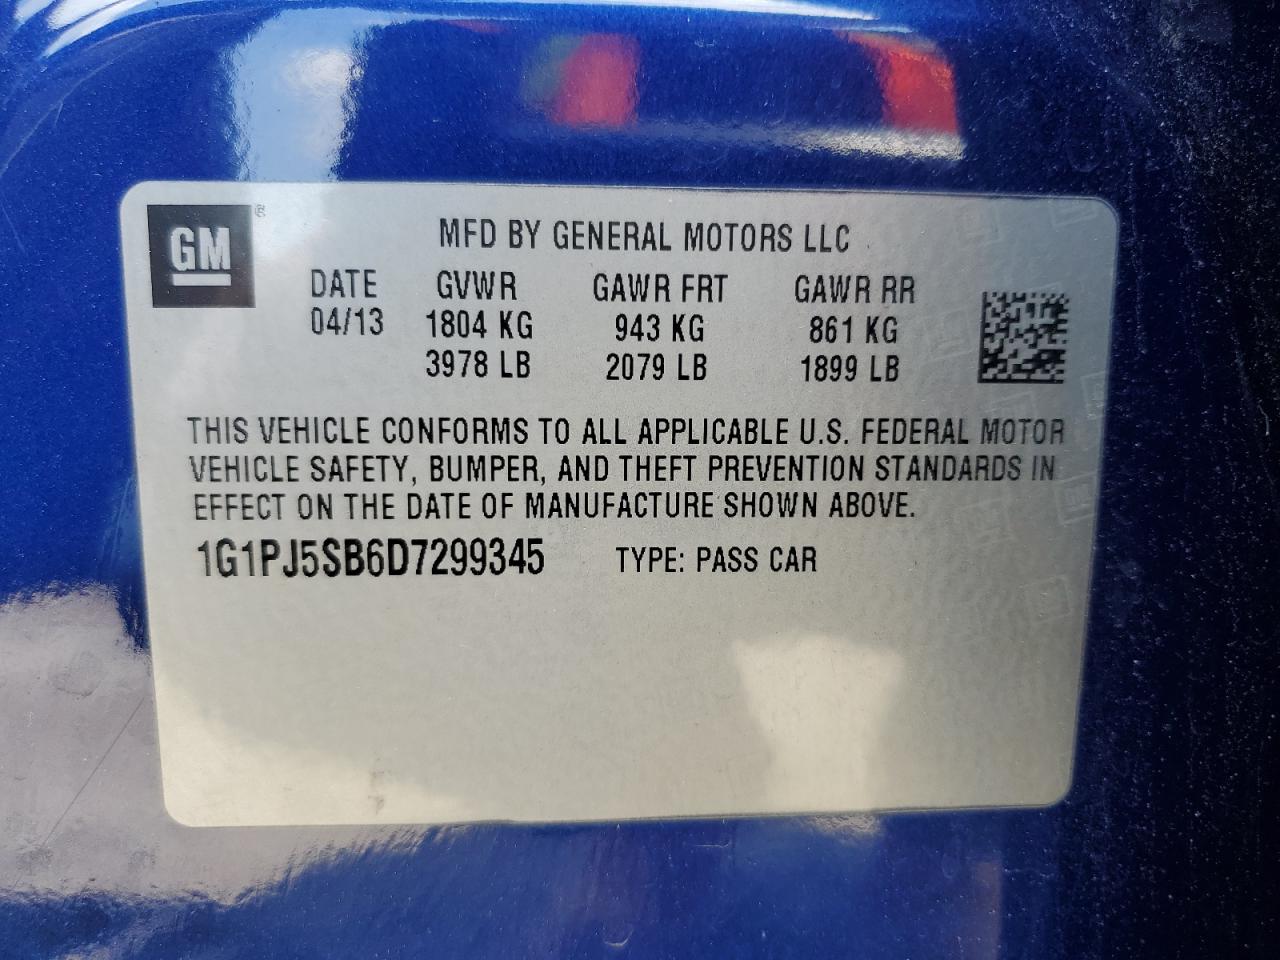 GM ®
MFD BY GENERAL MOTORS LLC
DATE GVWR GAWR FRT GAWR RR
04/13 1804 KG 943 KG 861 KG
3978 LB 2079 LB 1899 LB
THIS VEHICLE CONFORMS TO ALL APPLICABLE U.S. FEDERAL MOTOR
VEHICLE SAFETY, BUMPER, AND THEFT PREVENTION STANDARDS IN
EFFECT ON THE DATE OF MANUFACTURE SHOWN ABOVE.
1G1PJ5SB6D7299345 TYPE: PASS CAR